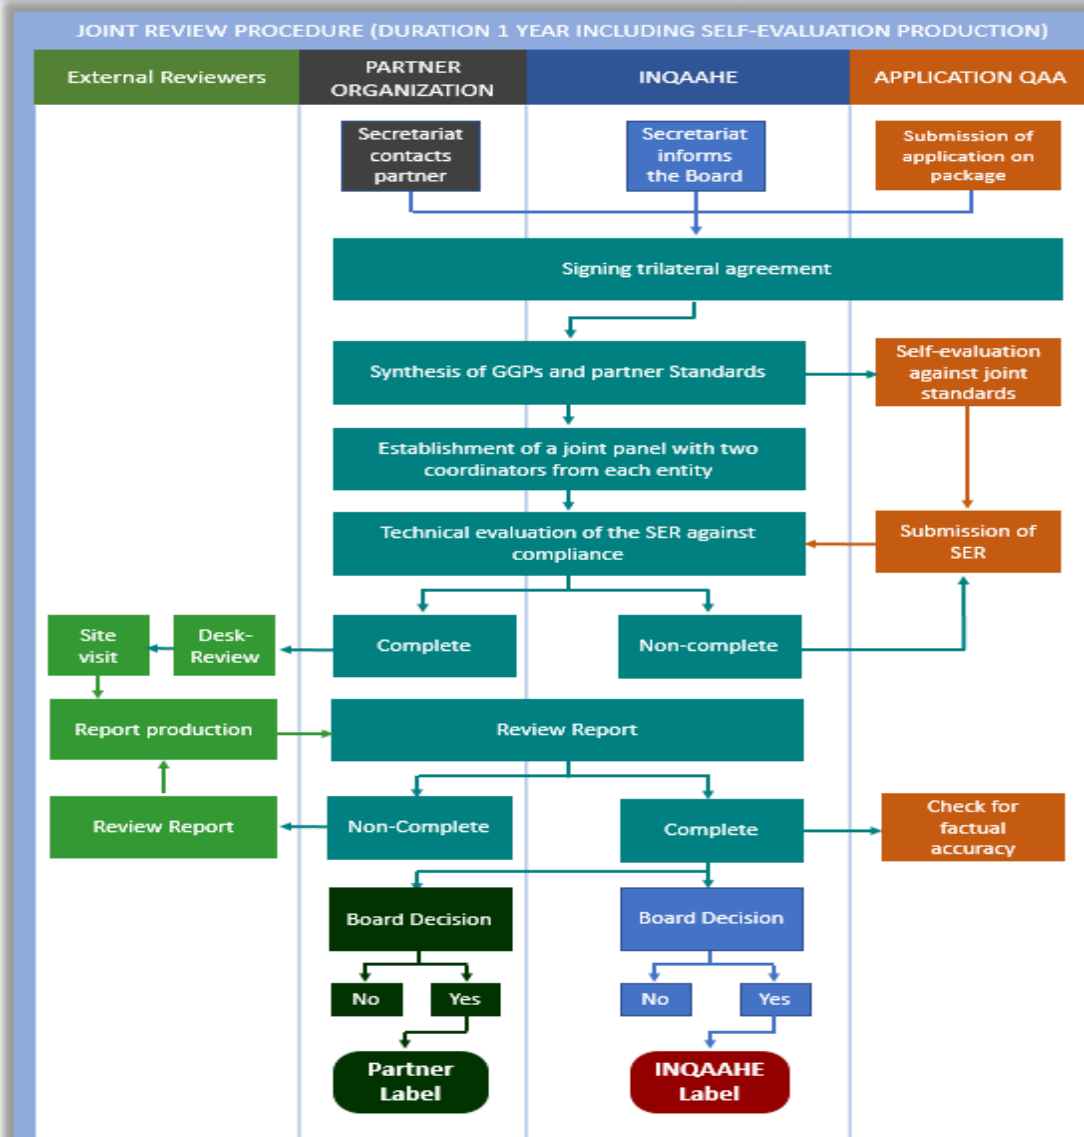 JOINT REVIEW PROCEDURE (DURATION 1 YEAR INCLUDING SELF-EVALUATION PRODUCTION)
External Reviewers
PARTNER
ORGANIZATION
INQAAHE
APPLICATION QAA
Secretariat
contacts
partner
Secretariat
informs
the Board
Submission of
application on
package
Signing trilateral agreement
Synthesis of GGPs and partner Standards
Self-evaluation
against joint
standards
Establishment of a joint panel with two
coordinators from each entity
Technical evaluation of the SER against
compliance
Submission of
SER
Site
visit
Desk-
Review
Complete
Non-complete
Report production
Review Report
Review Report
Non-Complete
Complete
Check for
factual
accuracy
Board Decision
Board Decision
No
Yes
No
Yes
Partner
Label
INQAAHE
Label